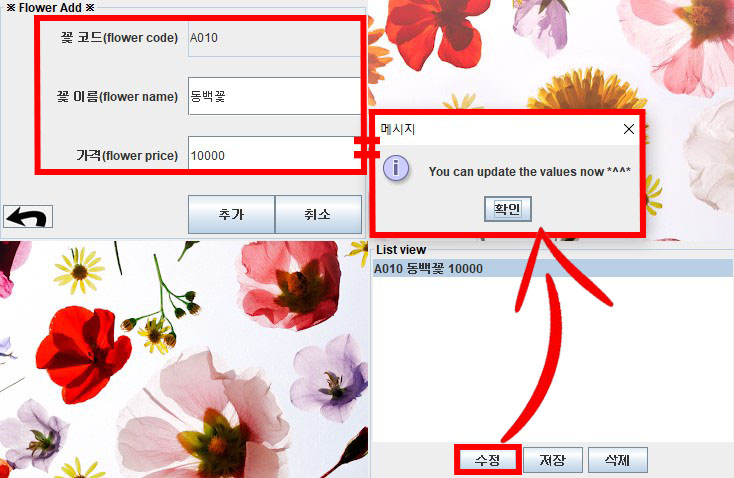 ※ Flower Add ※
꽃 코드(flower code) A010
꽃 이름(flower name) 동백꽃
가격(flower price) 10000
추가 취소
메시지
You can update the values now *^^*
확인
List view
A010 동백꽃 10000
수정 저장 삭제